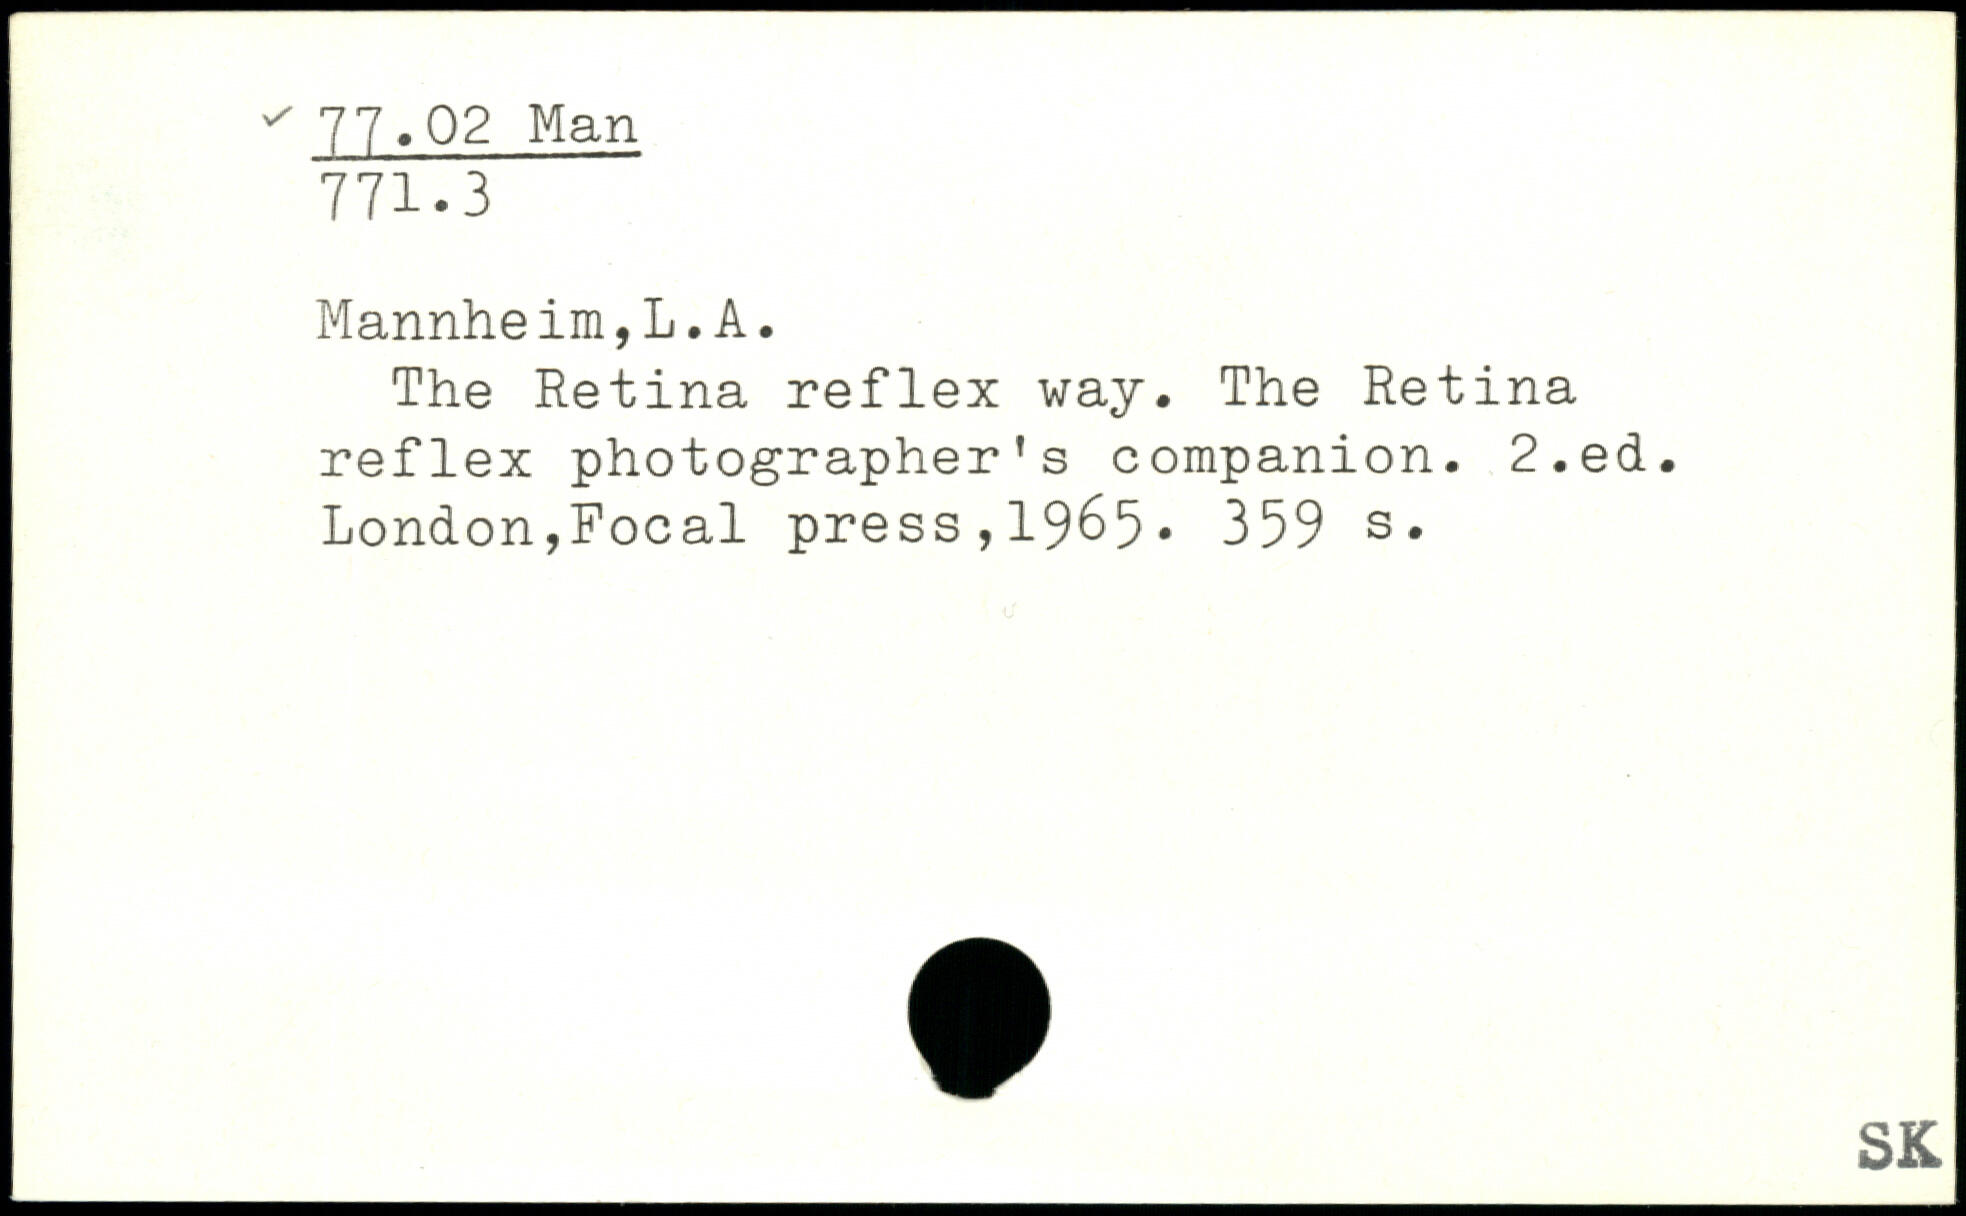 ✓ 77.02 Man
771.3
Mannheim,L.A.
The Retina reflex way. The Retina
reflex photographer's companion. 2.ed.
London,Focal press,1965. 359 s.
SK